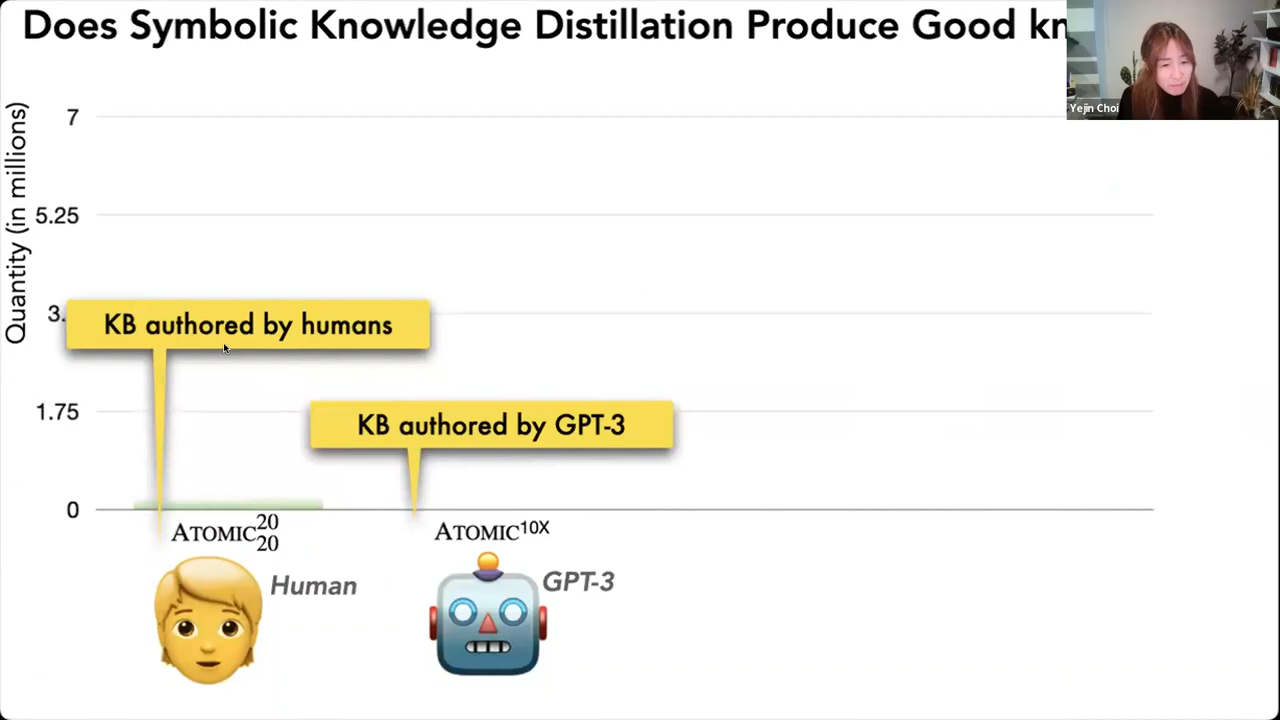 Does Symbolic Knowledge Distillation Produce Good kn
Yejin Choi
Quantity (in millions)
7
5.25
3.
1.75
0
KB authored by humans
KB authored by GPT-3
ATOMIC20 20
Human
ATOMIC10X
GPT-3